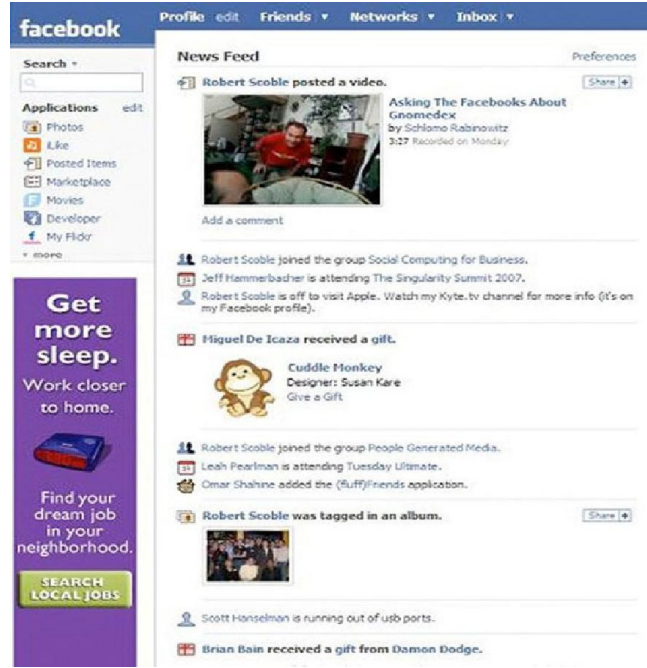 facebook
Profile edit Friends Networks Inbox
Search
Applications edit
Photos
iLike
Posted Items
Marketplace
Movies
Developer
My Flickr
more
Get
more
sleep.
Work closer
to home.
Find your
dream job
in your
neighborhood.
SEARCH
LOCAL JOBS
News Feed Preferences
Robert Scoble posted a video. Share +
Asking The Facebooks About
Gnomedex
by Schlomo Rabinowitz
3:27 Recorded on Monday
Add a comment
Robert Scoble joined the group Social Computing for Business.
Jeff Hammerbacher is attending The Singularity Summit 2007.
Robert Scoble is off to visit Apple. Watch my Kyte.tv channel for more info (it's on
my Facebook profile).
Miguel De Icaza received a gift.
Cuddle Monkey
Designer: Susan Kare
Give a Gift
Robert Scoble joined the group People Generated Media.
Leah Pearlman is attending Tuesday Ultimate.
Omar Shahine added the (fluff)Friends application.
Robert Scoble was tagged in an album. Share +
Scott Hanselman is running out of usb ports.
Brian Bain received a gift from Damon Dodge.